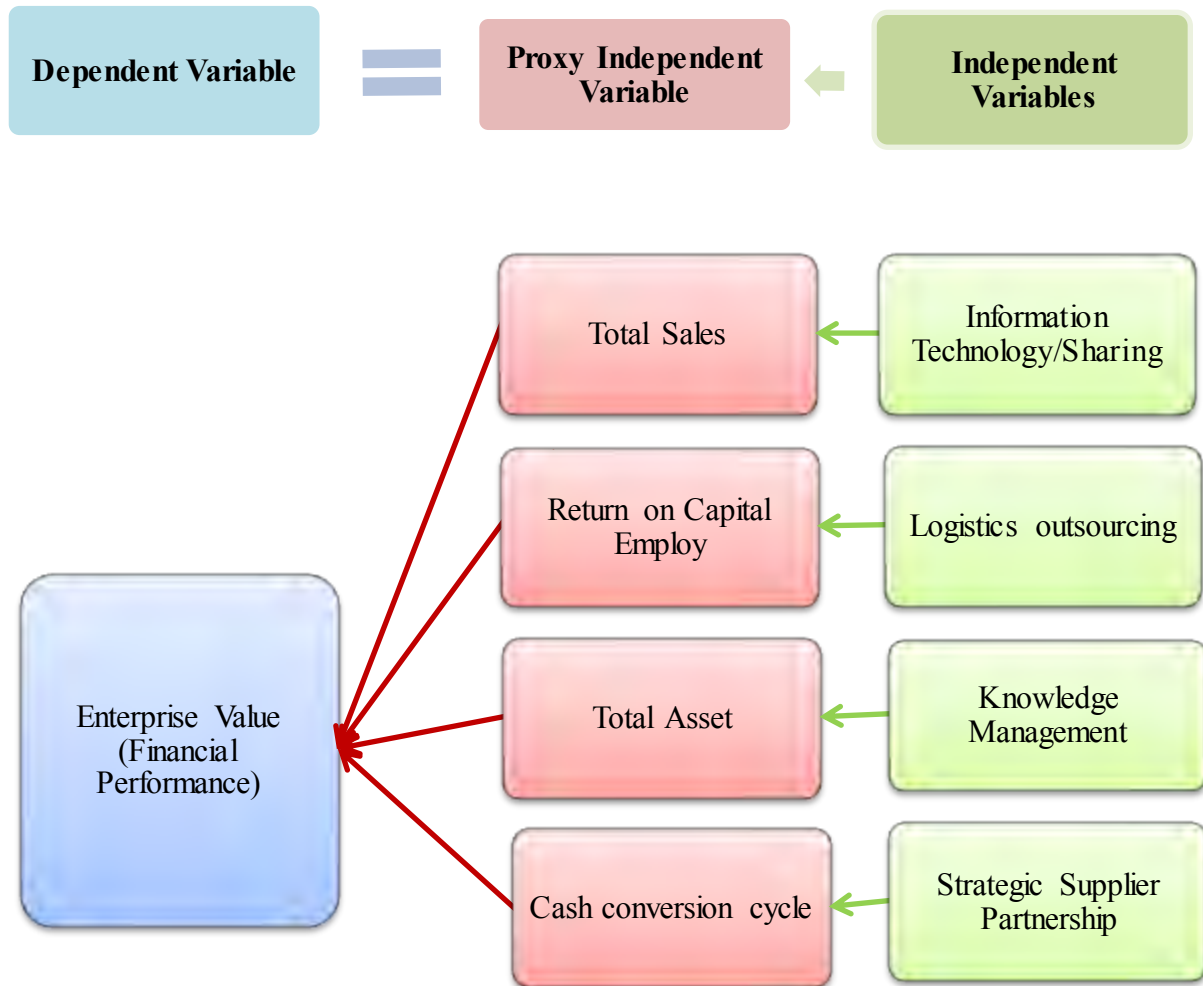 Dependent Variable
Proxy Independent
Variable
Independent
Variables
Total Sales
Information
Technology/Sharing
Return on Capital
Employ
Logistics outsourcing
Enterprise Value
(Financial
Performance)
Total Asset
Knowledge
Management
Cash conversion cycle
Strategic Supplier
Partnership